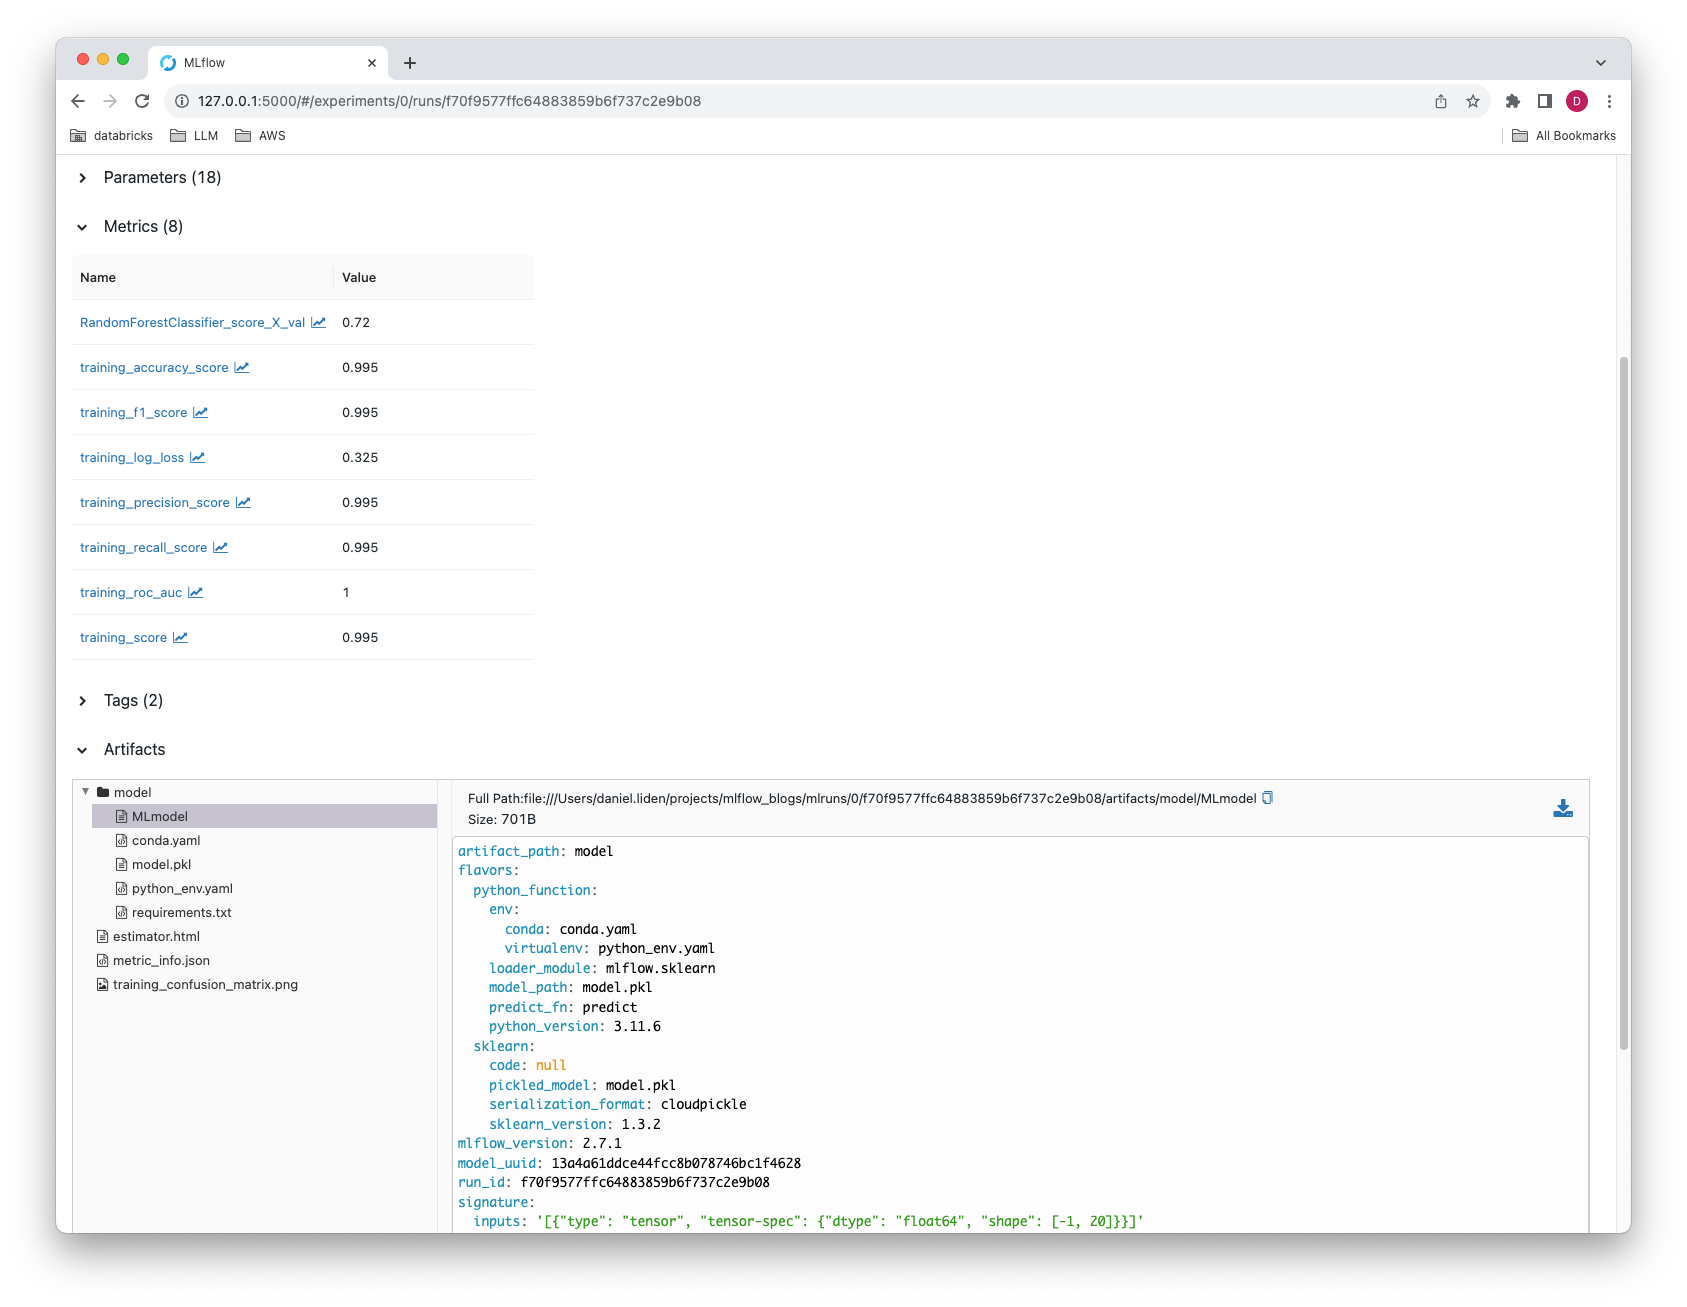 MLflow
127.0.0.1:5000/#/experiments/0/runs/f70f9577ffc64883859b6f737c2e9b08
D
databricks LLM AWS All Bookmarks
Parameters (18)
Metrics (8)
Name Value
RandomForestClassifier_score_X_val 0.72
training_accuracy_score 0.995
training_f1_score 0.995
training_log_loss 0.325
training_precision_score 0.995
training_recall_score 0.995
training_roc_auc 1
training_score 0.995
Tags (2)
Artifacts
model
MLmodel
conda.yaml
model.pkl
python_env.yaml
requirements.txt
estimator.html
metric_info.json
training_confusion_matrix.png
Full Path:file:///Users/daniel.liden/projects/mlflow_blogs/mlruns/0/f70f9577ffc64883859b6f737c2e9b08/artifacts/model/MLmodel
Size: 701B
artifact_path: model
flavors:
python_function:
env:
conda: conda.yaml
virtualenv: python_env.yaml
loader_module: mlflow.sklearn
model_path: model.pkl
predict_fn: predict
python_version: 3.11.6
sklearn:
code: null
pickled_model: model.pkl
serialization_format: cloudpickle
sklearn_version: 1.3.2
mlflow_version: 2.7.1
model_uuid: 13a4a61ddce44fcc8b078746bc1f4628
run_id: f70f9577ffc64883859b6f737c2e9b08
signature:
inputs: '[{"type": "tensor", "tensor-spec": {"dtype": "float64", "shape": [-1, 20]}}]'